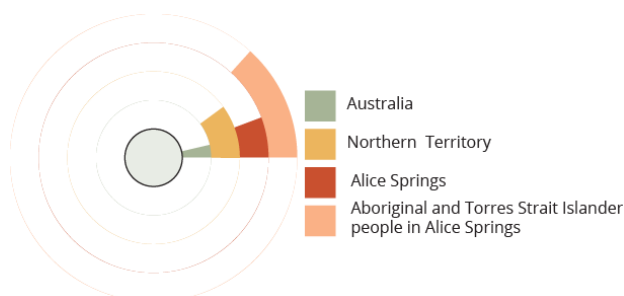 Australia
Northern  Territory
Alice Springs
Aboriginal and Torres Strait Islander
people in Alice Springs